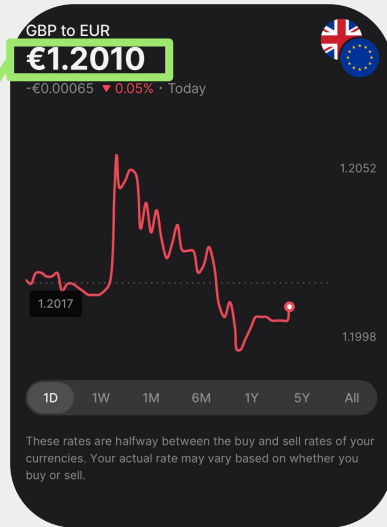 GBP to EUR
€1.2010
-€0.00065 ▼ 0.05% · Today
1.2052
1.2017
1.1998
1D 1W 1M 6M 1Y 5Y All
These rates are halfway between the buy and sell rates of your
currencies. Your actual rate may vary based on whether you
buy or sell.